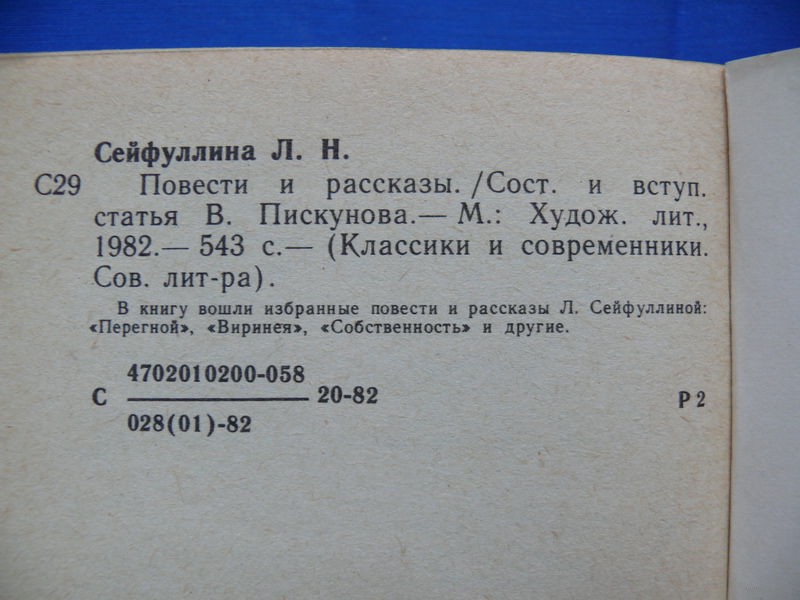 Сейфуллина Л. Н.
С29 Повести и рассказы. /Сост. и вступ.
статья В. Пискунова.— М.: Худож. лит.,
1982.— 543 с.— (Классики и современники.
Сов. лит-ра).
В книгу вошли избранные повести и рассказы Л. Сейфуллиной:
«Перегной», «Виринея», «Собственность» и другие.
4702010200-058
С 20-82
028(01)-82
Р2